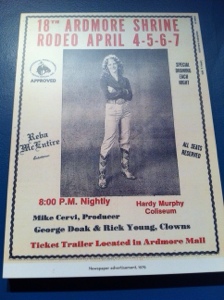 18TH ARDMORE SHRINE
RODEO APRIL 4-5-6-7
APPROVED
SPECIAL
EACH
NIGHT
Reba
McEntire
ALL SEATS
RESERVED
8:00 P.M. Nightly
Hardy Murphy
Coliseum
Mike Cervi, Producer
George Doak & Rick Young, Clowns
Ticket Trailer Located in Ardmore Mall